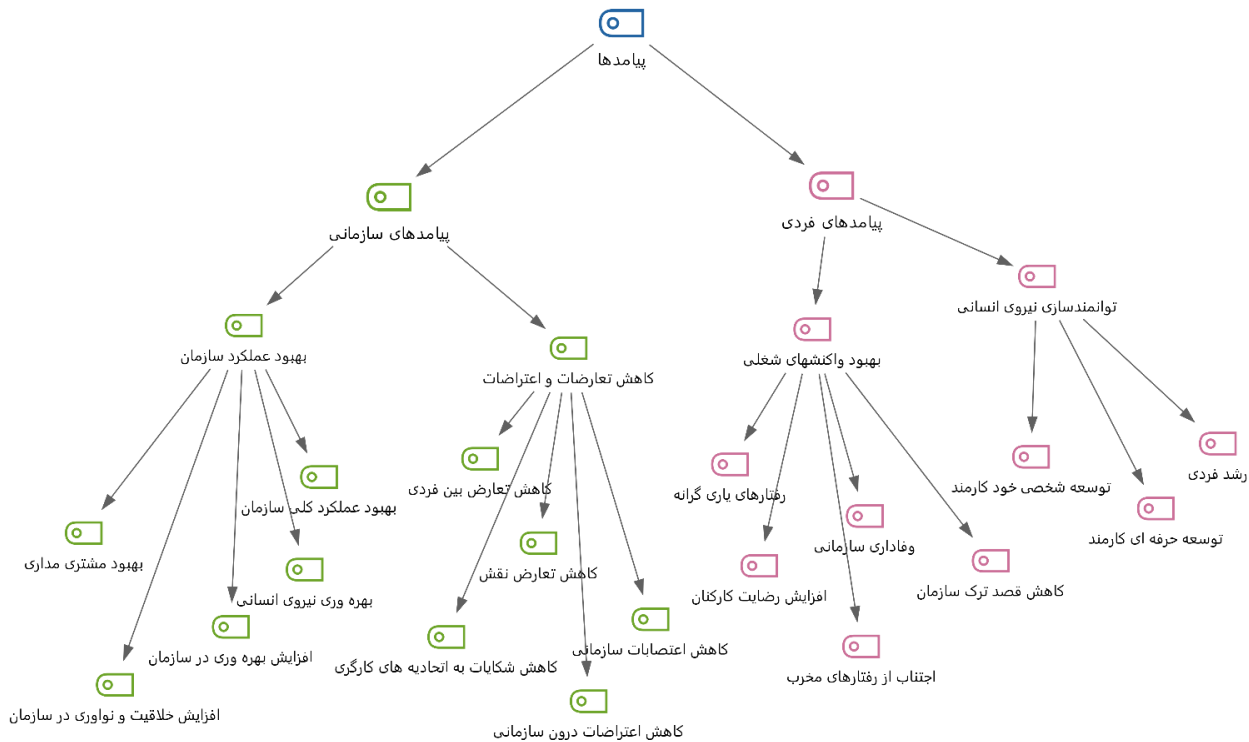 پیامدها
پیامدهای فردی
پیامدهای سازمانی
توانمندسازی نیروی انسانی
بهبود واکنشهای شغلی
بهبود عملکرد سازمان
کاهش تعارضات و اعتراضات
رشد فردی
توسعه شخصی خود کارمند
توسعه حرفه ای کارمند
رفتارهای یاری گرانه
وفاداری سازمانی
کاهش قصد ترک سازمان
افزایش رضایت کارکنان
اجتناب از رفتارهای مخرب
کاهش تعارض بین فردی
کاهش تعارض نقش
کاهش اعتصابات سازمانی
کاهش شکایات به اتحادیه های کارگری
کاهش اعتراضات درون سازمانی
بهبود عملکرد کلی سازمان
بهبود مشتری مداری
بهره وری نیروی انسانی
افزایش بهره وری در سازمان
افزایش خلاقیت و نواوری در سازمان